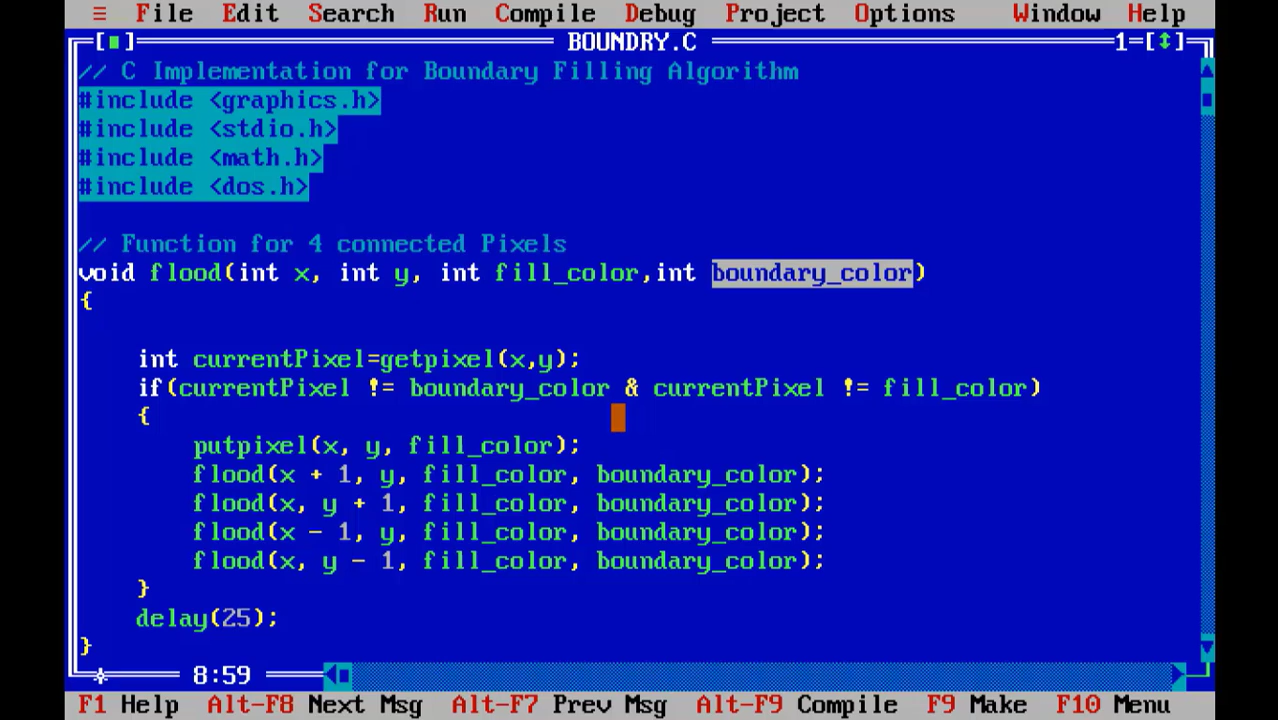 ≡ File Edit Search Run Compile Debug Project Options Window Help
[■] BOUNDRY.C 1=[↕]
// C Implementation for Boundary Filling Algorithm
#include <graphics.h>
#include <stdio.h>
#include <math.h>
#include <dos.h>
// Function for 4 connected Pixels
void flood(int x, int y, int fill_color,int boundary_color)
{
int currentPixel=getpixel(x,y);
if(currentPixel != boundary_color & currentPixel != fill_color)
{
putpixel(x, y, fill_color);
flood(x + 1, y, fill_color, boundary_color);
flood(x, y + 1, fill_color, boundary_color);
flood(x - 1, y, fill_color, boundary_color);
flood(x, y - 1, fill_color, boundary_color);
}
delay(25);
}
8:59
F1 Help Alt-F8 Next Msg Alt-F7 Prev Msg Alt-F9 Compile F9 Make F10 Menu